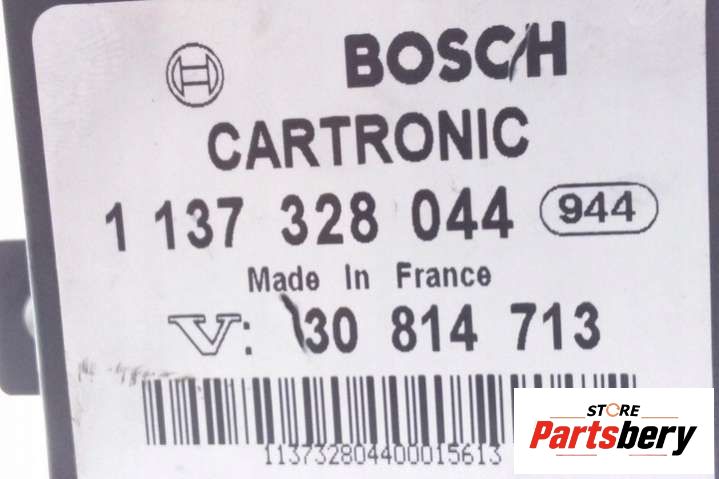 BOSCH
CARTRONIC
1 137 328 044 944
Made In France
V: 30 814 713
113732804400015613
STORE
Partsbery